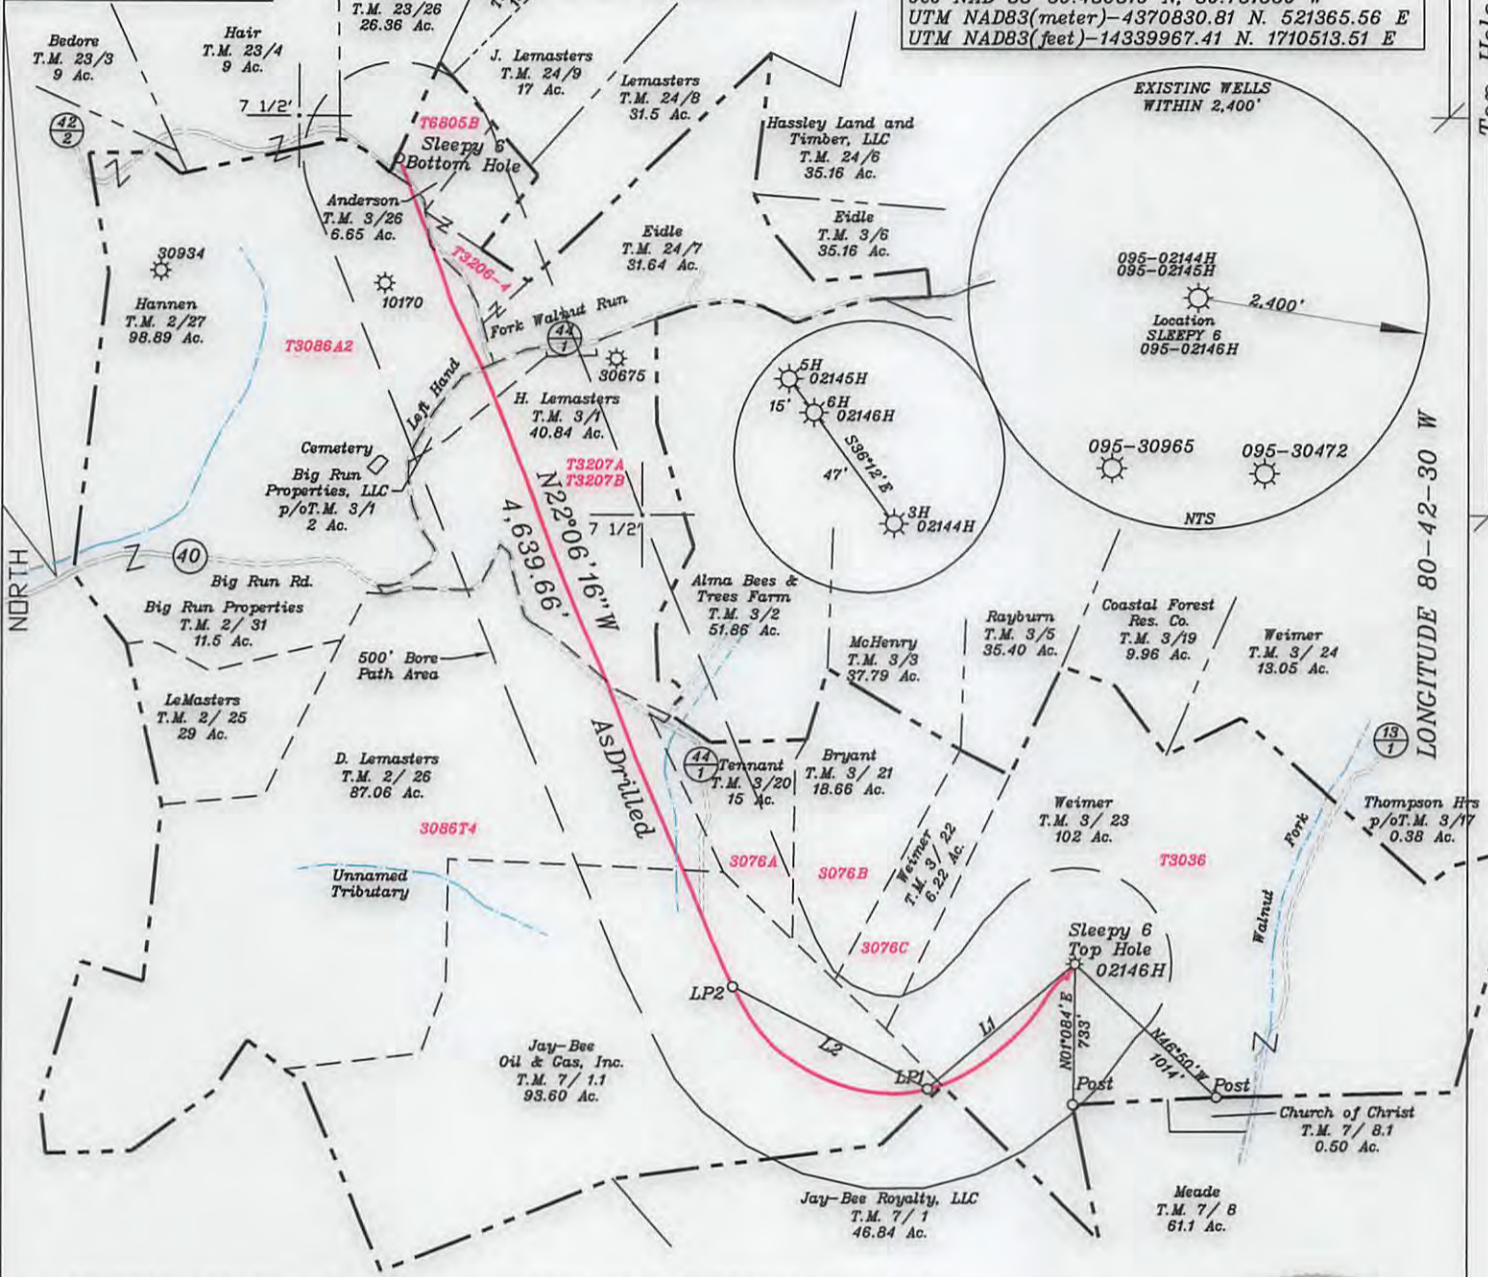 T.M. 23/26
26.36 Ac.
UTM NAD83(meter)-4370830.81 N. 521365.56 E
UTM NAD83(feet)-14339967.41 N. 1710513.51 E
Bedore
T.M. 23/3
9 Ac.
Hair
T.M. 23/4
9 Ac.
J. Lemasters
T.M. 24/9
17 Ac.
Lemasters
T.M. 24/8
31.5 Ac.
Hassley Land and
Timber, LLC
T.M. 24/6
35.16 Ac.
EXISTING WELLS
WITHIN 2,400'
42
2
7 1/2'
T6805B
Sleepy 6
Bottom Hole
Anderson
T.M. 3/26
6.65 Ac.
Z
Z
Z
Z
T3206-4
Eidle
T.M. 24/7
31.64 Ac.
Eidle
T.M. 3/6
35.16 Ac.
095-02144H
095-02145H
2,400'
Location
SLEEPY 6
095-02146H
30934
Hannen
T.M. 2/27
98.89 Ac.
10170
T3086A2
Left Hand
Fork Walnut Run
44
1
30675
H. Lemasters
T.M. 3/1
40.84 Ac.
T3207A
T3207B
5H
02145H
15'
6H
02146H
S36°12'E
47'
3H
02144H
095-30965
095-30472
NTS
Cemetery
Big Run
Properties, LLC
p/oT.M. 3/1
2 Ac.
N22°06'16"W
4,639.66'
7 1/2'
LONGITUDE 80-42-30 W
NORTH
Z
40
Big Run Rd.
Big Run Properties
T.M. 2/ 31
11.5 Ac.
500' Bore
Path Area
Alma Bees &
Trees Farm
T.M. 3/2
51.86 Ac.
McHenry
T.M. 3/3
37.79 Ac.
Rayburn
T.M. 3/5
35.40 Ac.
Coastal Forest
Res. Co.
T.M. 3/19
9.96 Ac.
Weimer
T.M. 3/ 24
13.05 Ac.
LeMasters
T.M. 2/ 25
29 Ac.
D. Lemasters
T.M. 2/ 26
87.06 Ac.
AsDrilled
44
1
Tennant
T.M. 3/20
15 Ac.
Bryant
T.M. 3/ 21
18.66 Ac.
13
1
Weimer
T.M. 3/ 22
6.22 Ac.
Weimer
T.M. 3/ 23
102 Ac.
Thompson Hrs
p/oT.M. 3/17
0.38 Ac.
3086T4
3076A
3076B
3076C
T3036
Unnamed
Tributary
Walnut Fork
Z
Sleepy 6
Top Hole
02146H
LP2
L2
L1
LP1
N01°084'E
733'
N46°50'W
1014'
Post
Post
Jay-Bee
Oil & Gas, Inc.
T.M. 7/ 1.1
93.60 Ac.
Church of Christ
T.M. 7/ 8.1
0.50 Ac.
Jay-Bee Royalty, LLC
T.M. 7/ 1
46.84 Ac.
Meade
T.M. 7/ 8
61.1 Ac.